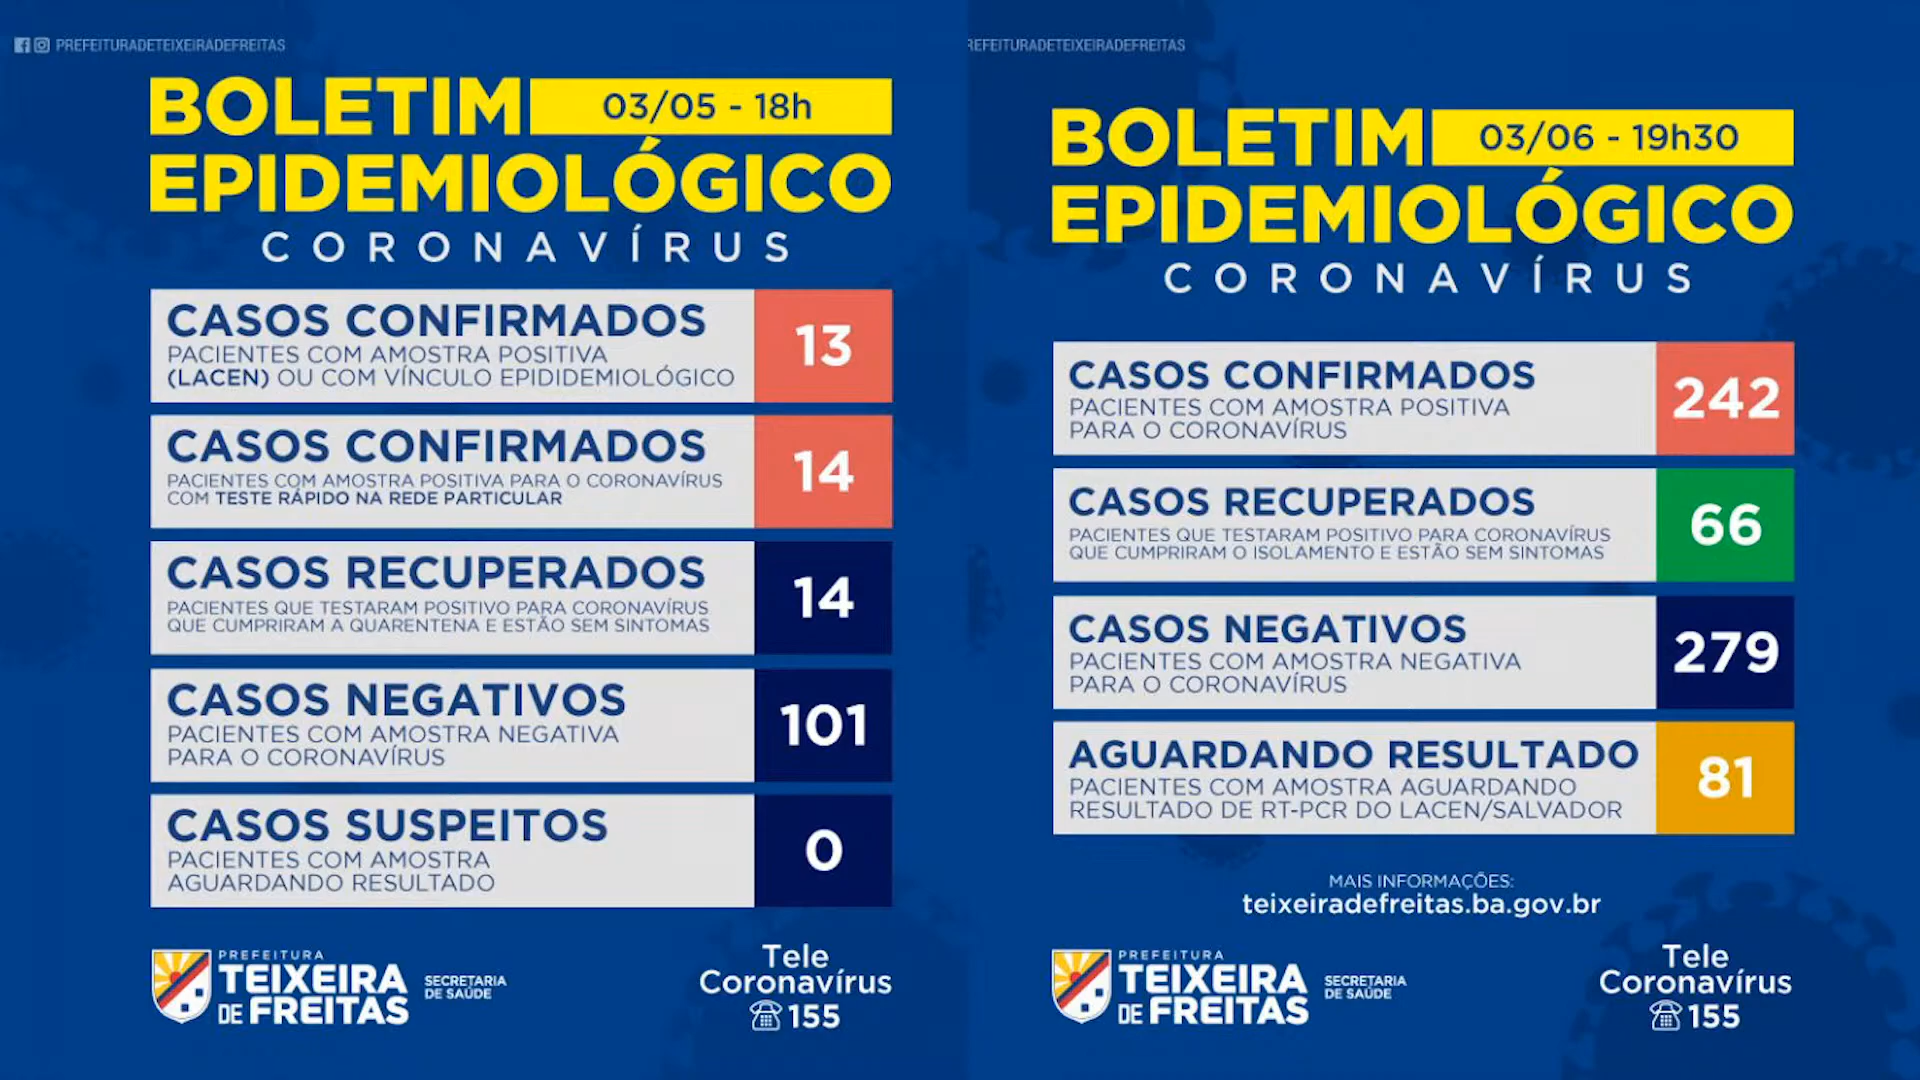 PREFEITURADETEIXEIRADEFREITAS
BOLETIM 03/05 - 18h
EPIDEMIOLÓGICO
CORONAVÍRUS
CASOS CONFIRMADOS
PACIENTES COM AMOSTRA POSITIVA
(LACEN) OU COM VÍNCULO EPIDIDEMIOLÓGICO
13
CASOS CONFIRMADOS
PACIENTES COM AMOSTRA POSITIVA PARA O CORONAVÍRUS
COM TESTE RÁPIDO NA REDE PARTICULAR
14
CASOS RECUPERADOS
PACIENTES QUE TESTARAM POSITIVO PARA CORONAVÍRUS
QUE CUMPRIRAM A QUARENTENA E ESTÃO SEM SINTOMAS
14
CASOS NEGATIVOS
PACIENTES COM AMOSTRA NEGATIVA
PARA O CORONAVÍRUS
101
CASOS SUSPEITOS
PACIENTES COM AMOSTRA
AGUARDANDO RESULTADO
0
PREFEITURA
TEIXEIRA
DE FREITAS
SECRETARIA
DE SAÚDE
Tele
Coronavírus
155
REFEITURADETEIXEIRADEFREITAS
BOLETIM 03/06 - 19h30
EPIDEMIOLÓGICO
CORONAVÍRUS
CASOS CONFIRMADOS
PACIENTES COM AMOSTRA POSITIVA
PARA O CORONAVÍRUS
242
CASOS RECUPERADOS
PACIENTES QUE TESTARAM POSITIVO PARA CORONAVÍRUS
QUE CUMPRIRAM O ISOLAMENTO E ESTÃO SEM SINTOMAS
66
CASOS NEGATIVOS
PACIENTES COM AMOSTRA NEGATIVA
PARA O CORONAVÍRUS
279
AGUARDANDO RESULTADO
PACIENTES COM AMOSTRA AGUARDANDO
RESULTADO DE RT-PCR DO LACEN/SALVADOR
81
MAIS INFORMAÇÕES:
teixeiradefreitas.ba.gov.br
PREFEITURA
TEIXEIRA
DE FREITAS
SECRETARIA
DE SAÚDE
Tele
Coronavírus
155